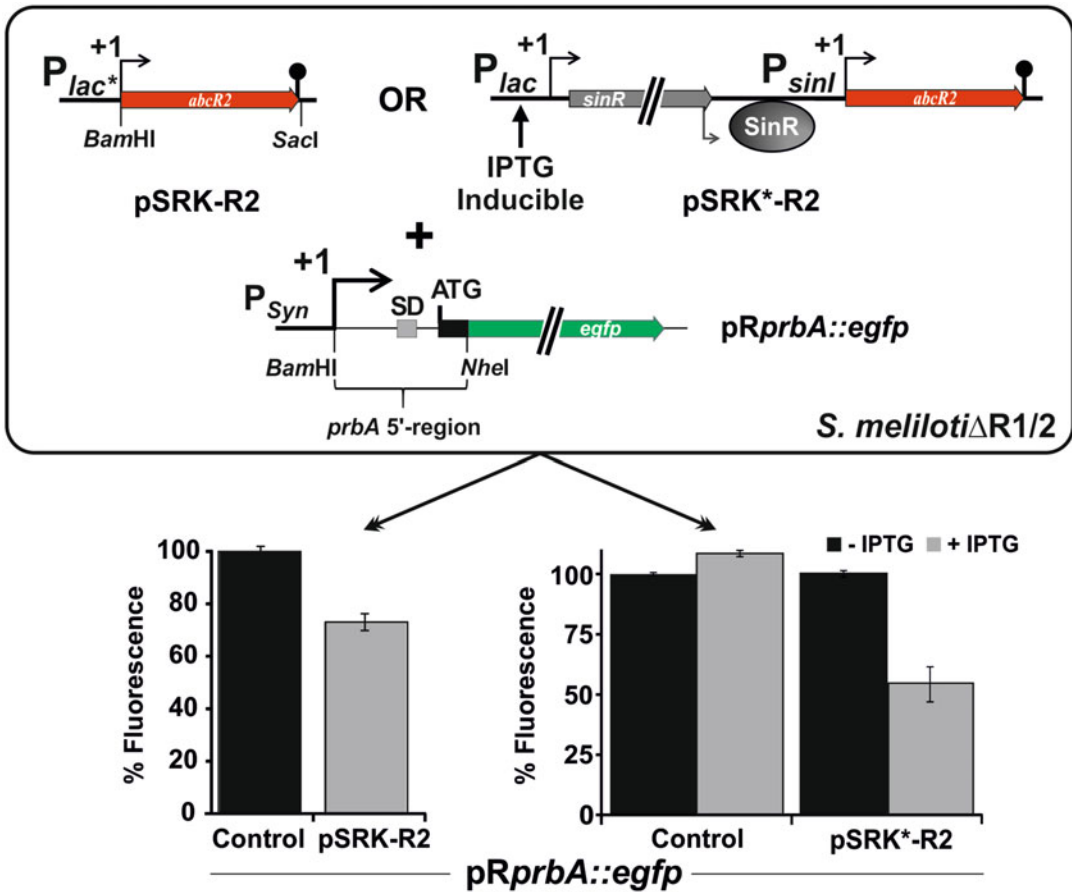 +1
P lac*
abcR2
BamHI
SacI
pSRK-R2
OR
+1
P lac
sinR
P sinI
+1
abcR2
SinR
IPTG
Inducible
pSRK*-R2
+
+1
P Syn
SD
ATG
egfp
BamHI
NheI
prbA 5'-region
pRprbA::egfp
S. meliloti∆R1/2
% Fluorescence
100
80
60
40
20
0
Control
pSRK-R2
% Fluorescence
100
75
50
25
0
- IPTG
+ IPTG
Control
pSRK*-R2
pRprbA::egfp